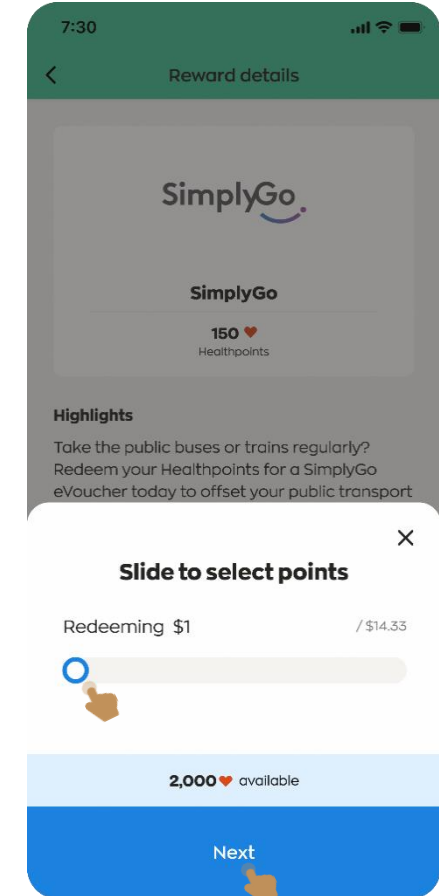 7:30
Reward details
SimplyGo
SimplyGo
150
Healthpoints
Highlights
Take the public buses or trains regularly?
Redeem your Healthpoints for a SimplyGo
eVoucher today to offset your public transport
Slide to select points
Redeeming $1 / $14.33
2,000 available
Next